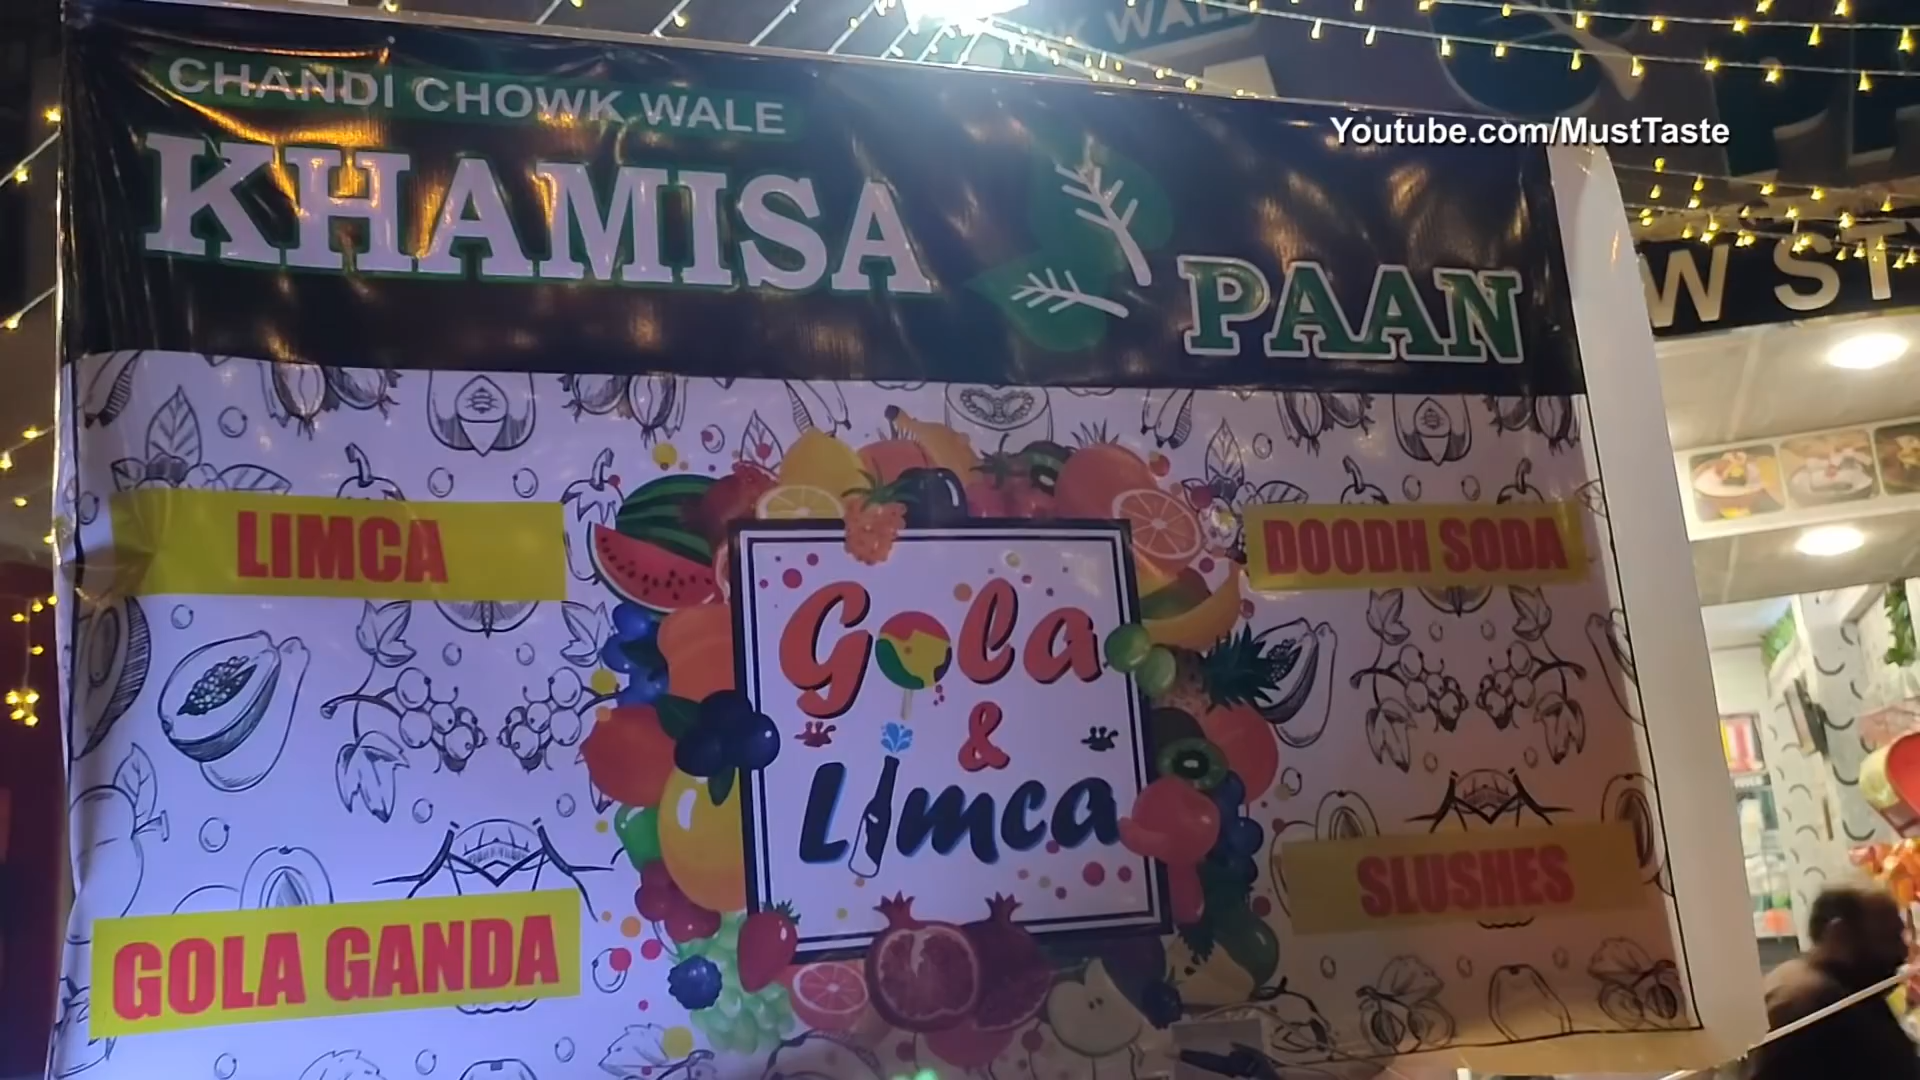 CHANDI CHOWK WALE
KHAMISA
PAAN
Youtube.com/MustTaste
LIMCA
DOODH SODA
Gola
&
Limca
GOLA GANDA
SLUSHES